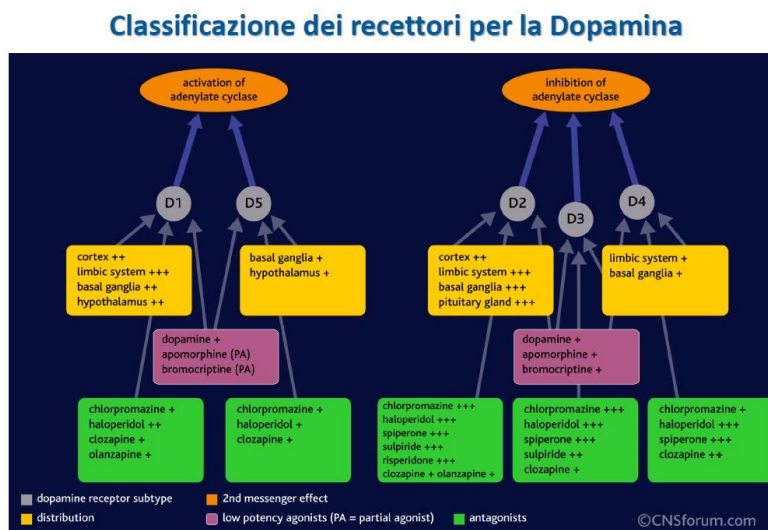 Classificazione dei recettori per la Dopamina
activation of
adenylate cyclase
inhibition of
adenylate cyclase
D1
D5
D2
D3
D4
cortex ++
limbic system +++
basal ganglia ++
hypothalamus ++
basal ganglia +
hypothalamus +
cortex ++
limbic system +++
basal ganglia +++
pituitary gland +++
limbic system +
basal ganglia +
dopamine +
apomorphine (PA)
bromocriptine (PA)
dopamine +
apomorphine +
bromocriptine +
chlorpromazine +
haloperidol ++
clozapine +
olanzapine +
chlorpromazine +
haloperidol +
clozapine +
chlorpromazine +++
haloperidol +++
spiperone +++
sulpiride +++
risperidone +++
clozapine + olanzapine +
chlorpromazine +++
haloperidol +++
spiperone +++
sulpiride ++
clozapine +
chlorpromazine +
haloperidol +++
spiperone +++
clozapine ++
dopamine receptor subtype
2nd messenger effect
distribution
low potency agonists (PA = partial agonist)
antagonists
©CNSforum.com